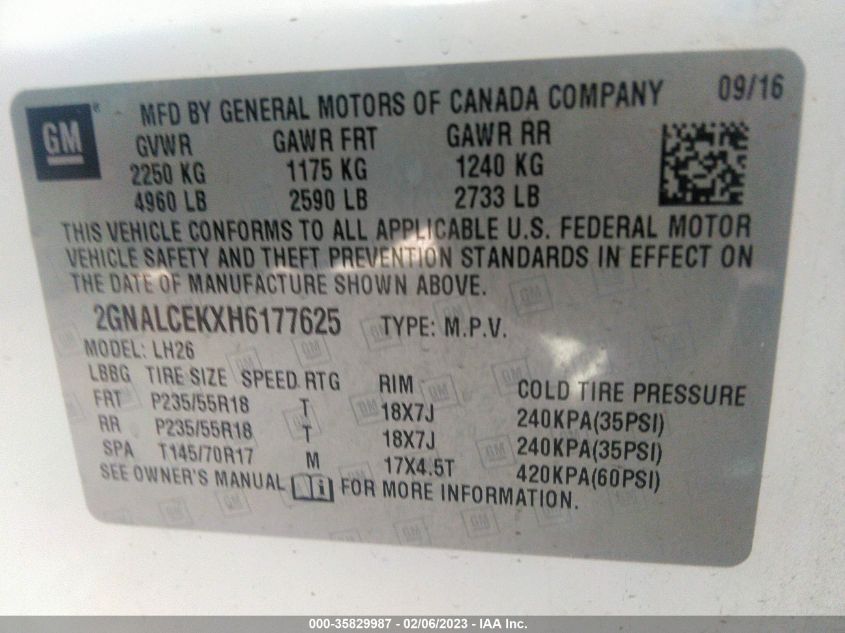 GM® MFD BY GENERAL MOTORS OF CANADA COMPANY 09/16
GVWR GAWR FRT GAWR RR
2250 KG 1175 KG 1240 KG
4960 LB 2590 LB 2733 LB
THIS VEHICLE CONFORMS TO ALL APPLICABLE U.S. FEDERAL MOTOR
VEHICLE SAFETY AND THEFT PREVENTION STANDARDS IN EFFECT ON
THE DATE OF MANUFACTURE SHOWN ABOVE.
2GNALCEKXH6177625 TYPE: M.P.V.
MODEL: LH26
LBBG TIRE SIZE SPEED RTG RIM COLD TIRE PRESSURE
FRT P235/55R18 T 18X7J 240KPA(35PSI)
RR P235/55R18 T 18X7J 240KPA(35PSI)
SPA T145/70R17 M 17X4.5T 420KPA(60PSI)
SEE OWNER'S MANUAL FOR MORE INFORMATION.
000-35829987 - 02/06/2023 - IAA Inc.